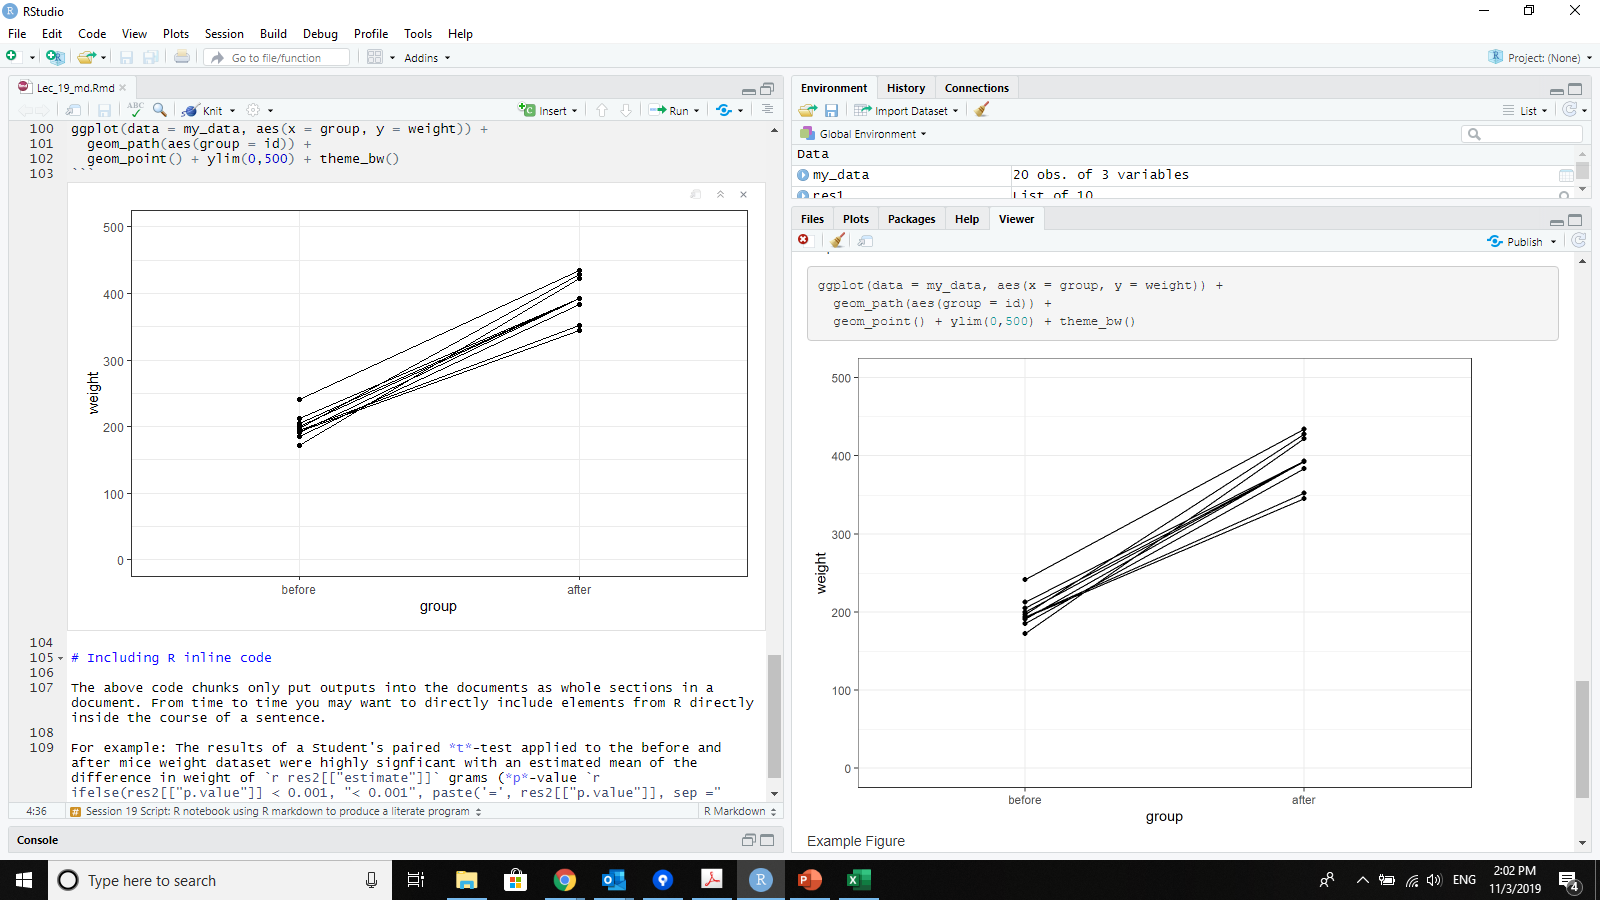 RStudio
File Edit Code View Plots Session Build Debug Profile Tools Help
Go to file/function Addins Project: (None)
Lec_19_md.Rmd
ABC Knit Insert Run
100 ggplot(data = my_data, aes(x = group, y = weight)) +
101 geom_path(aes(group = id)) +
102 geom_point() + ylim(0,500) + theme_bw()
103 ```
500
400
300
200
100
0
weight
before after
group
104
105 # Including R inline code
106
107 The above code chunks only put outputs into the documents as whole sections in a
document. From time to time you may want to directly include elements from R directly
inside the course of a sentence.
108
109 For example: The results of a Student's paired *t*-test applied to the before and
after mice weight dataset were highly signficant with an estimated mean of the
difference in weight of `r res2[["estimate"]]` grams (*p*-value `r
ifelse(res2[["p.value"]] < 0.001, "< 0.001", paste('=', res2[["p.value"]], sep ="
4:36 # Session 19 Script: R notebook using R markdown to produce a literate program R Markdown
Console
Environment History Connections
Import Dataset List
Global Environment
Data
my_data 20 obs. of 3 variables
res1 List of 10
Files Plots Packages Help Viewer
Publish
ggplot(data = my_data, aes(x = group, y = weight)) +
geom_path(aes(group = id)) +
geom_point() + ylim(0,500) + theme_bw()
500
400
300
200
100
0
weight
before after
group
Example Figure
Type here to search
ENG
2:02 PM
11/3/2019
4